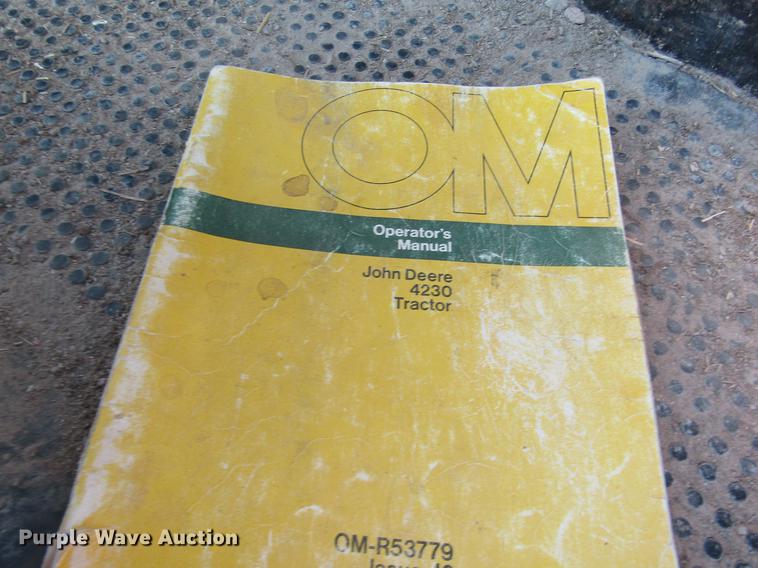 OM
Operator's
Manual
John Deere
4230
Tractor
OM-R53779
Purple Wave Auction